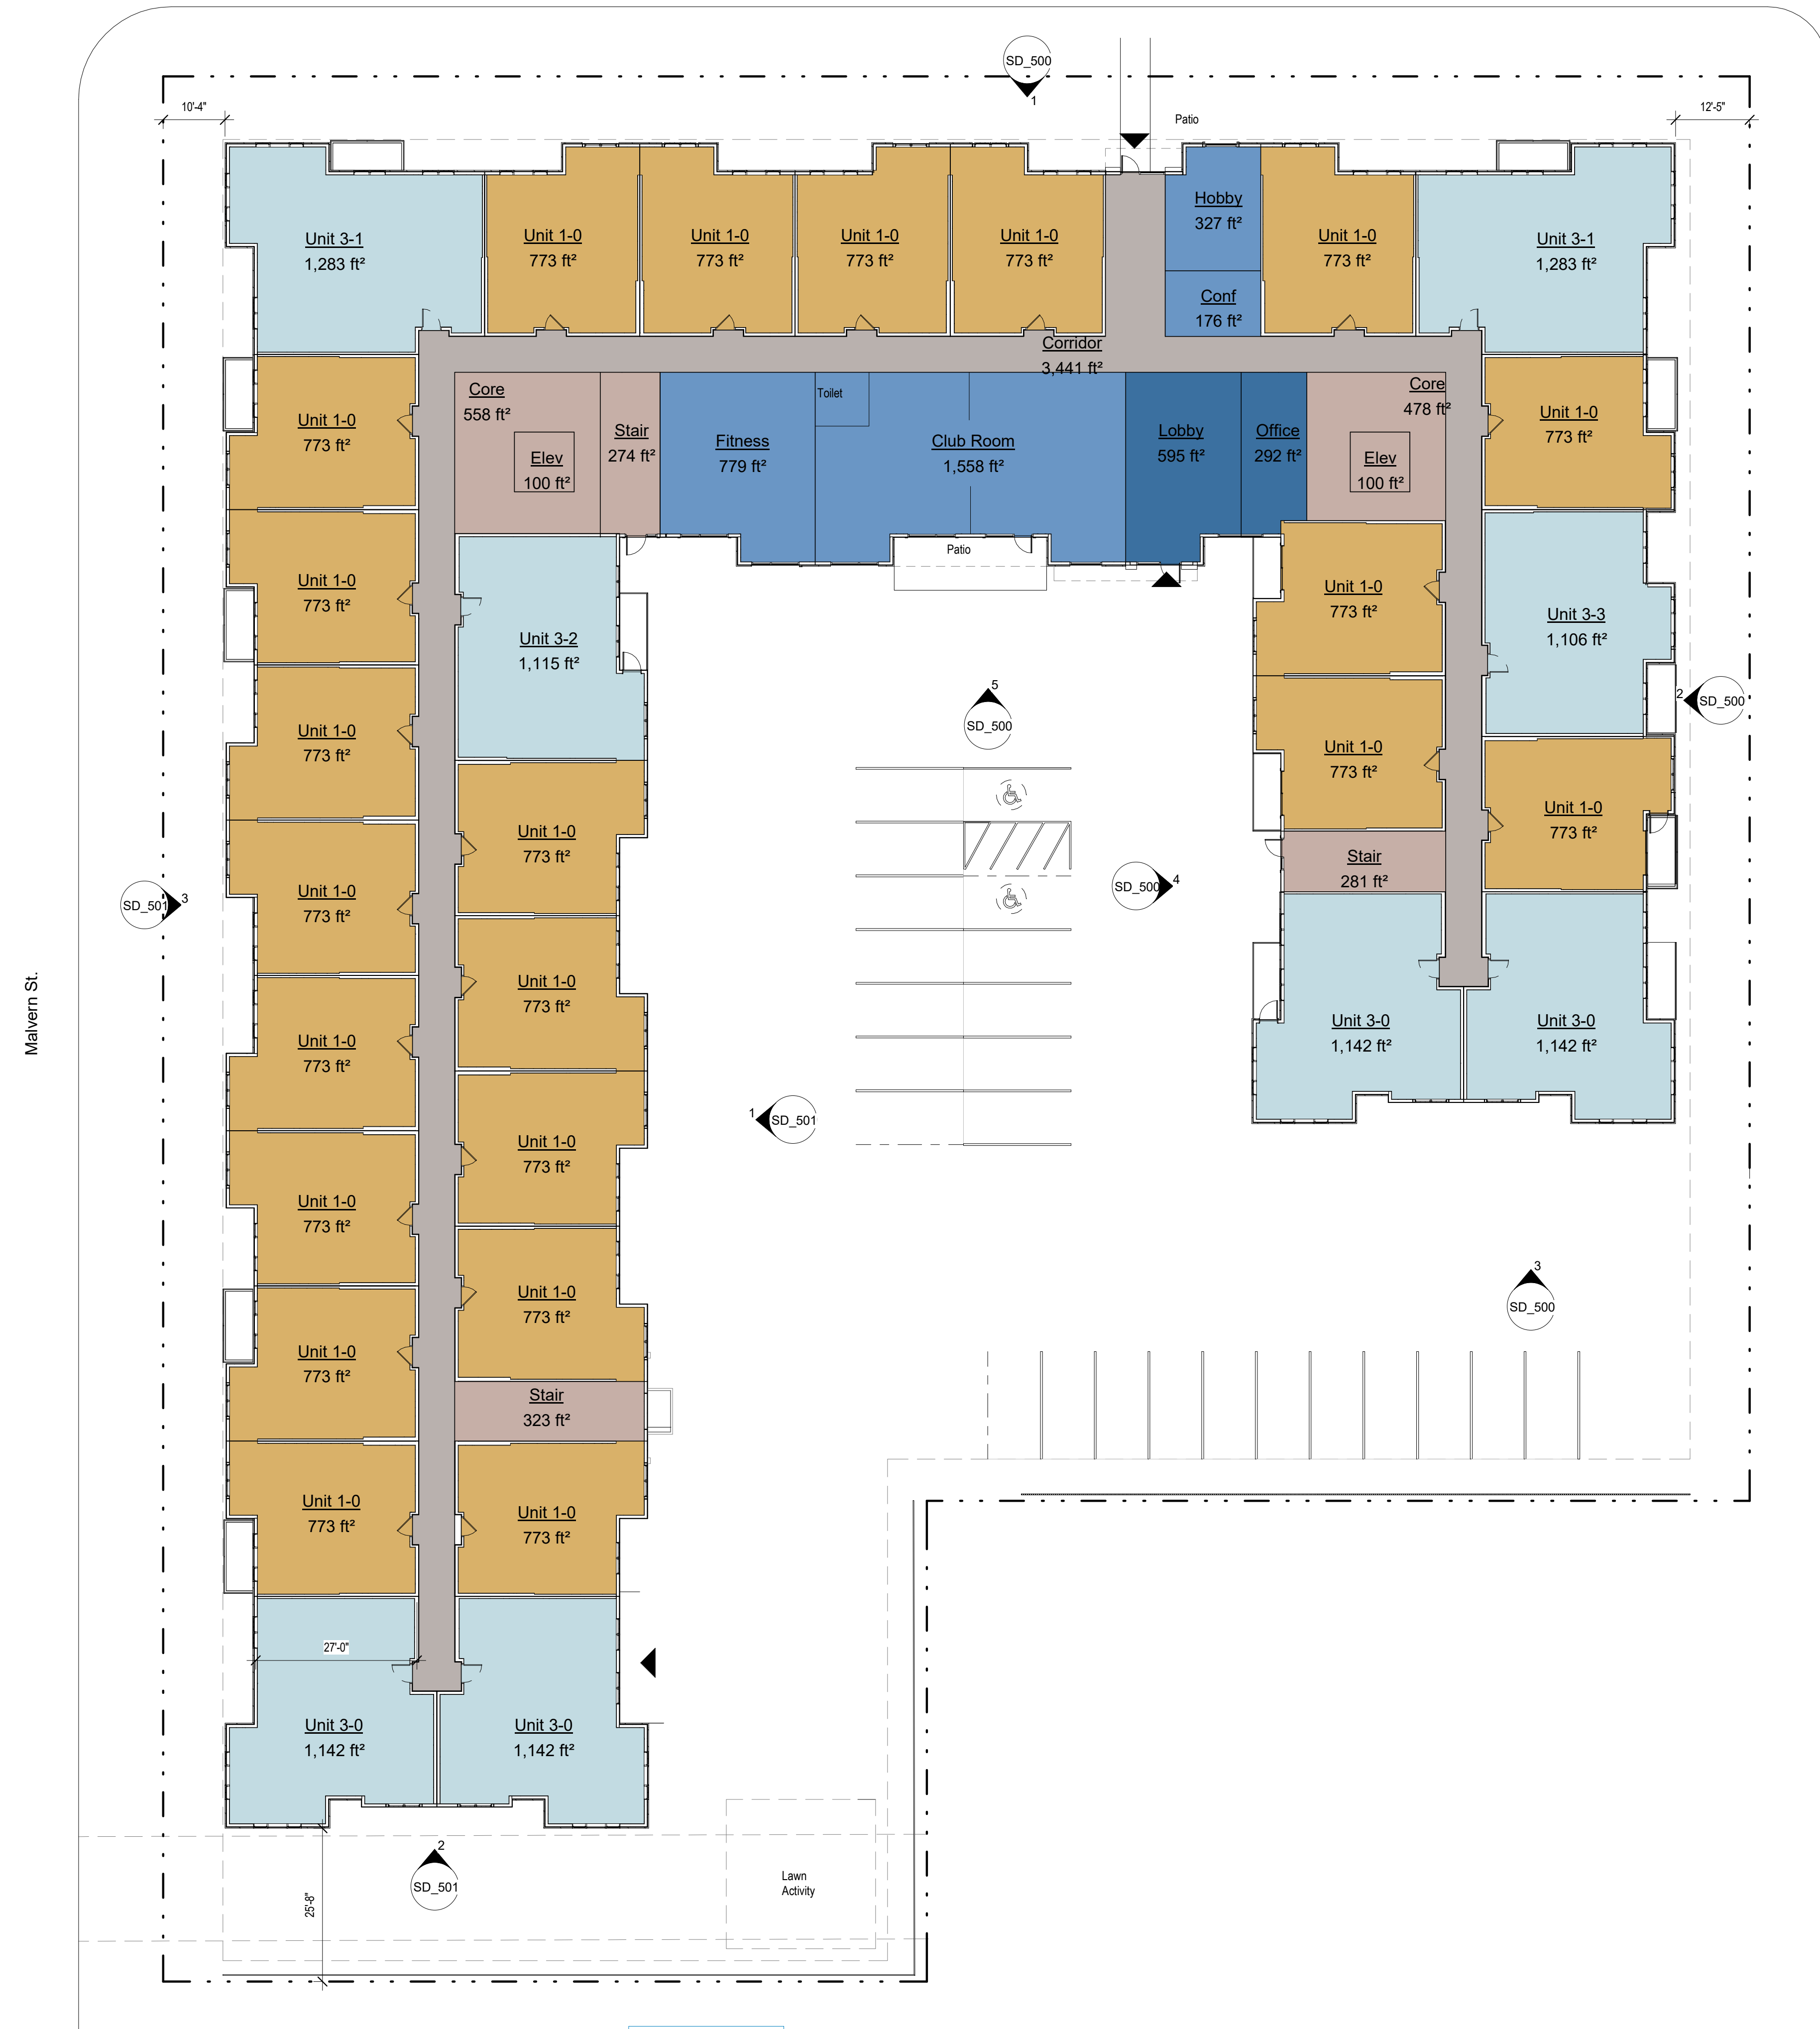 SD_500
1
10'-4"
12'-5"
Patio
Unit 3-1
1,283 ft²
Unit 1-0
773 ft²
Unit 1-0
773 ft²
Unit 1-0
773 ft²
Unit 1-0
773 ft²
Hobby
327 ft²
Conf
176 ft²
Unit 1-0
773 ft²
Unit 3-1
1,283 ft²
Corridor
3,441 ft²
Core
558 ft²
Elev
100 ft²
Stair
274 ft²
Fitness
779 ft²
Toilet
Club Room
1,558 ft²
Lobby
595 ft²
Office
292 ft²
Core
478 ft²
Elev
100 ft²
Unit 1-0
773 ft²
Unit 1-0
773 ft²
Patio
Unit 1-0
773 ft²
Unit 3-2
1,115 ft²
Unit 1-0
773 ft²
Unit 3-3
1,106 ft²
5
SD_500
2
SD_500
Unit 1-0
773 ft²
Unit 1-0
773 ft²
Unit 1-0
773 ft²
Unit 1-0
773 ft²
Stair
281 ft²
SD_500
4
SD_501
3
Unit 1-0
773 ft²
Unit 1-0
773 ft²
Malvern St.
Unit 1-0
773 ft²
Unit 3-0
1,142 ft²
Unit 3-0
1,142 ft²
1
SD_501
Unit 1-0
773 ft²
Unit 1-0
773 ft²
Unit 1-0
773 ft²
3
SD_500
Unit 1-0
773 ft²
Stair
323 ft²
Unit 1-0
773 ft²
Unit 1-0
773 ft²
27'-0"
Unit 3-0
1,142 ft²
Unit 3-0
1,142 ft²
2
SD_501
25'-8"
Lawn
Activity